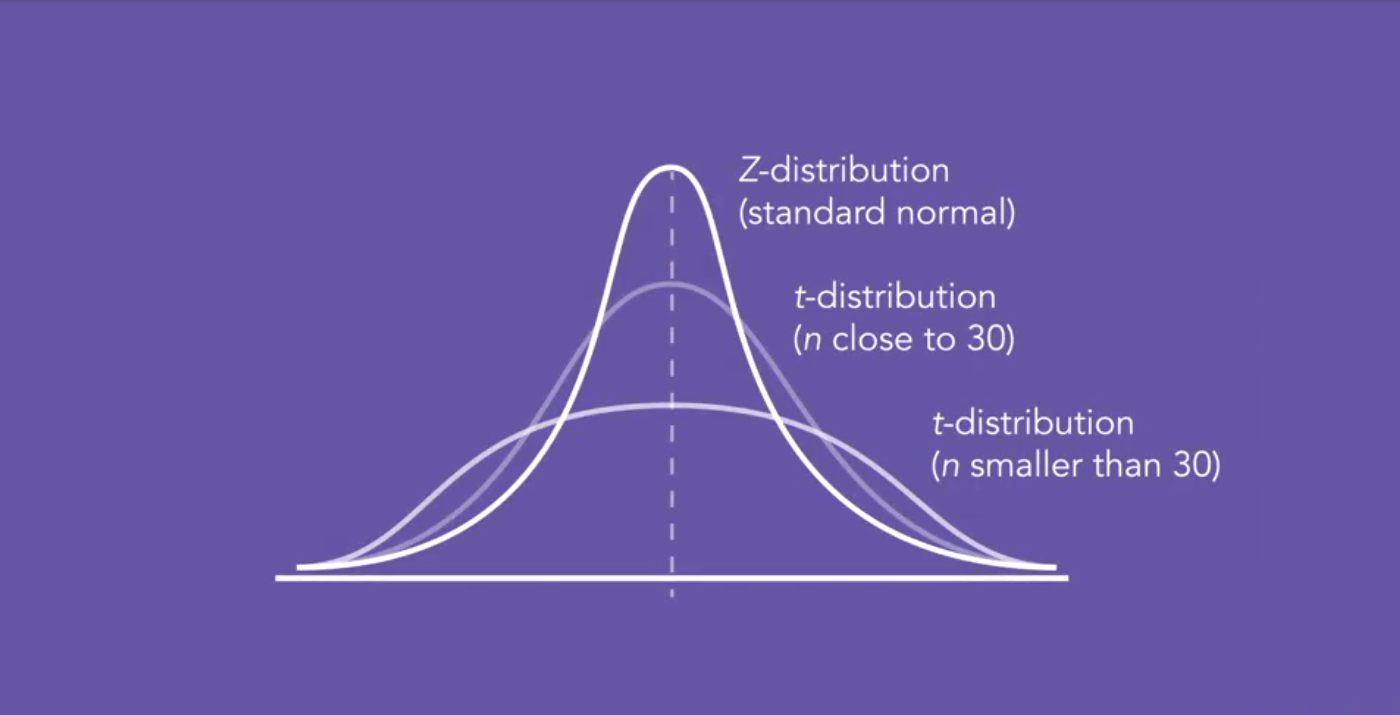 Z-distribution
(standard normal)
t-distribution
(n close to 30)
t-distribution
(n smaller than 30)